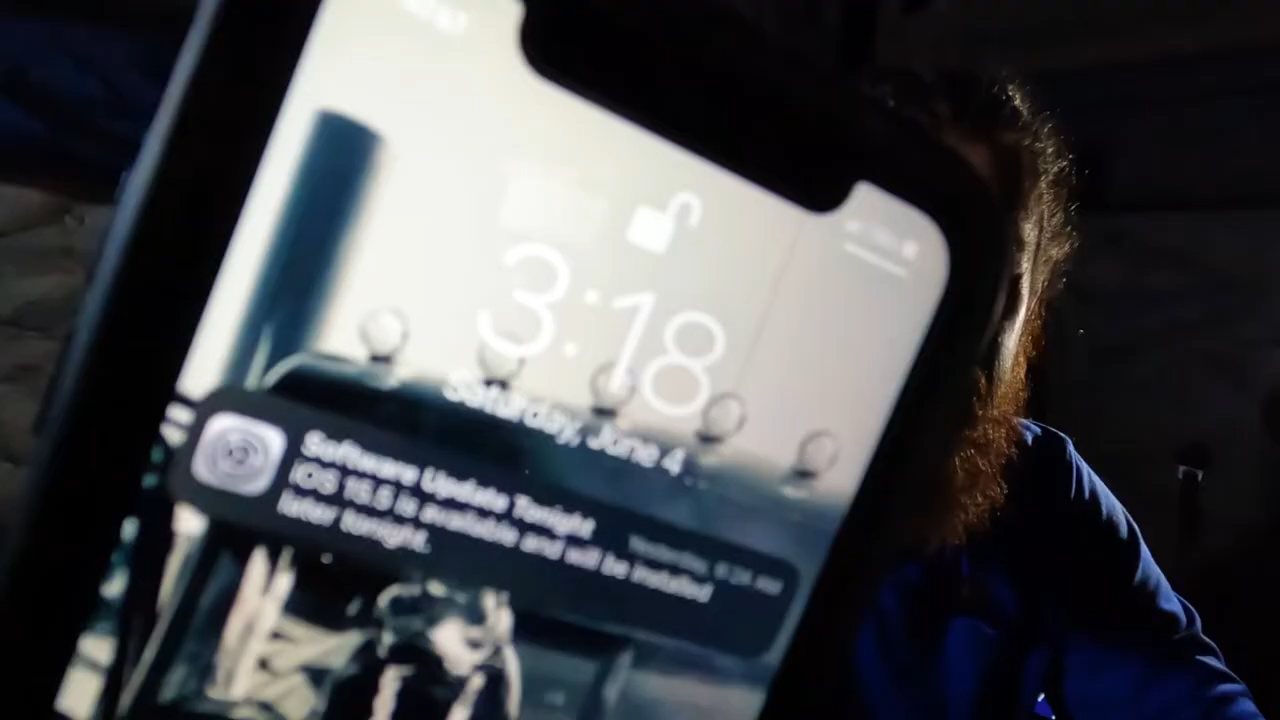 3:18
Saturday, June 4
Software Update Tonight
iOS 15.5 is available and will be installed
later tonight.